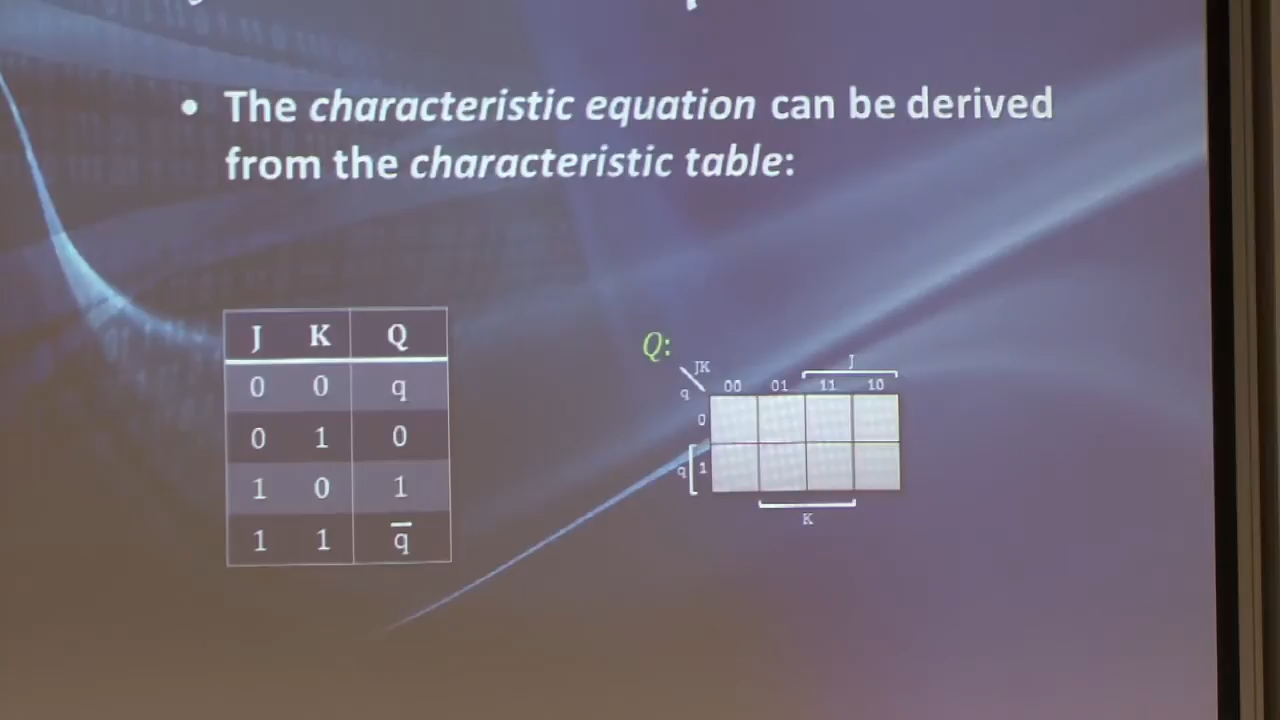 • The characteristic equation can be derived
from the characteristic table:
J K Q
0 0 q
0 1 0
1 0 1
1 1 q̅
Q:
J
JK
q
00 01 11 10
0
q 1
K